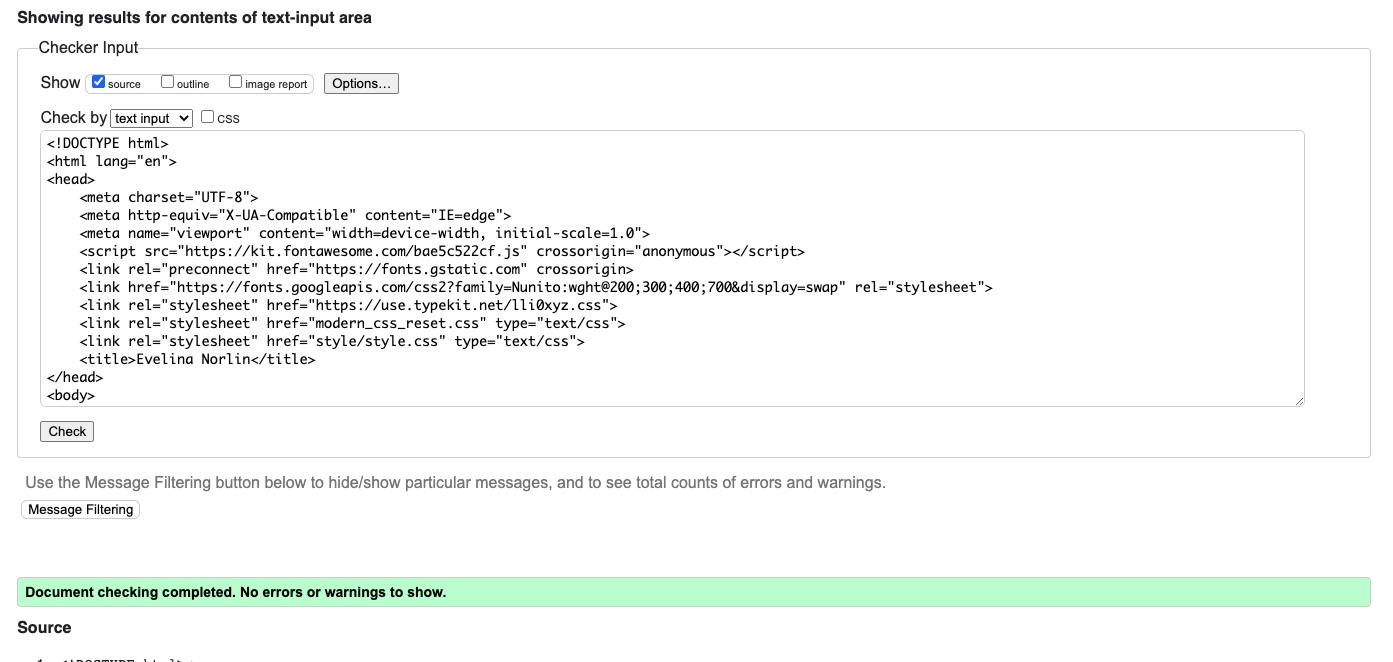 Showing results for contents of text-input area
Checker Input
Show source outline image report Options...
Check by text input CSS
<!DOCTYPE html>
<html lang="en">
<head>
    <meta charset="UTF-8">
    <meta http-equiv="X-UA-Compatible" content="IE=edge">
    <meta name="viewport" content="width=device-width, initial-scale=1.0">
    <script src="https://kit.fontawesome.com/bae5c522cf.js" crossorigin="anonymous"></script>
    <link rel="preconnect" href="https://fonts.gstatic.com" crossorigin>
    <link href="https://fonts.googleapis.com/css2?family=Nunito:wght@200;300;400;700&display=swap" rel="stylesheet">
    <link rel="stylesheet" href="https://use.typekit.net/lli0xyz.css">
    <link rel="stylesheet" href="modern_css_reset.css" type="text/css">
    <link rel="stylesheet" href="style/style.css" type="text/css">
    <title>Evelina Norlin</title>
</head>
<body>
Check
Use the Message Filtering button below to hide/show particular messages, and to see total counts of errors and warnings.
Message Filtering
Document checking completed. No errors or warnings to show.
Source